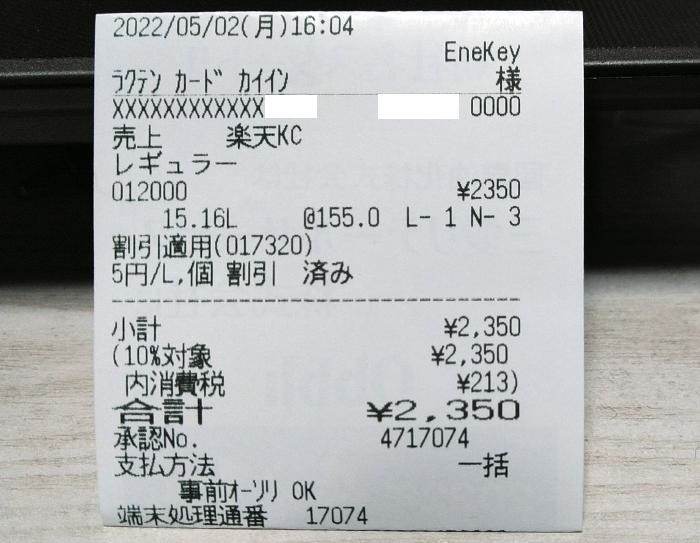 2022/05/02(月)16:04
EneKey
ﾗｸﾃﾝ ｶｰﾄﾞ ｶｲｲﾝ 様
XXXXXXXXXXXX 0000
売上 楽天KC
レギュラー
012000 ¥2350
15.16L @155.0 L- 1 N- 3
割引適用(017320)
5円/L,個 割引 済み
小計 ¥2,350
(10%対象 ¥2,350
内消費税 ¥213)
合計 ¥2,350
承認No. 4717074
支払方法 一括
事前ｵｰｿﾘ OK
端末処理通番 17074